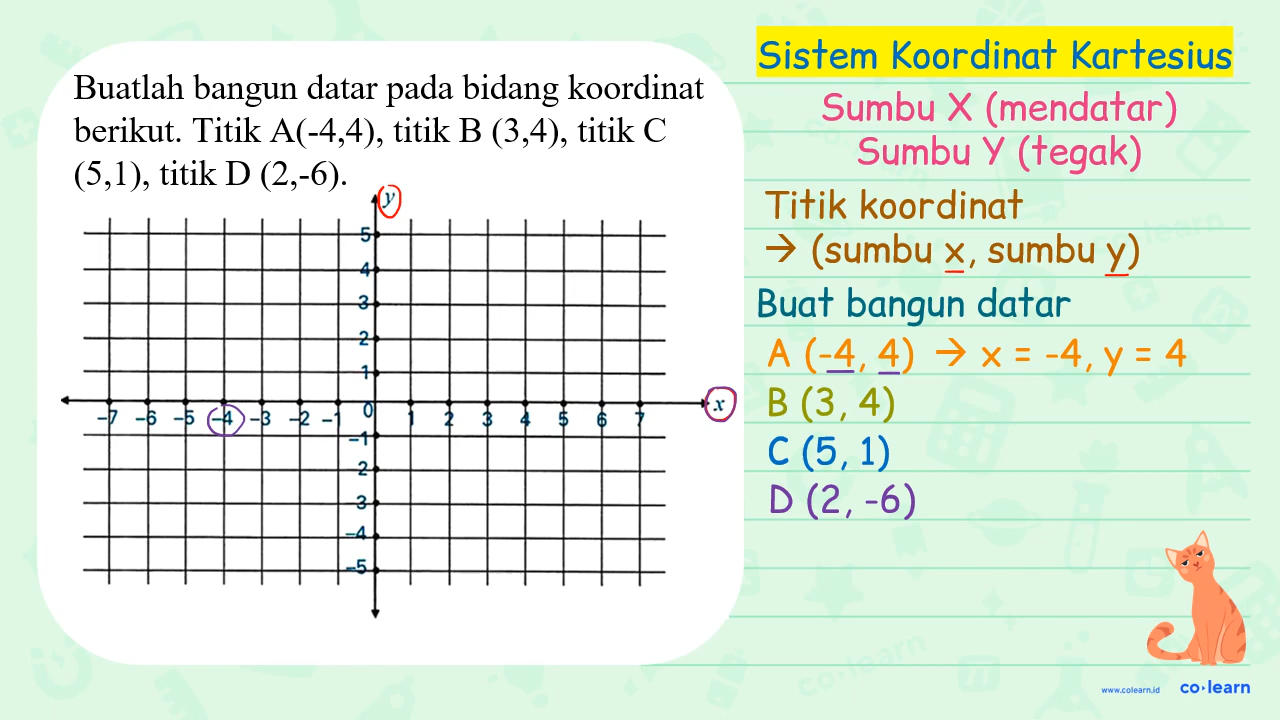 Buatlah bangun datar pada bidang koordinat
berikut. Titik A(-4,4), titik B (3,4), titik C
(5,1), titik D (2,-6).
y
5
4
3
2
1
-7 -6 -5 -4 -3 -2 -1 0 1 2 3 4 5 6 7 x
-1
2
3
-4
-5
Sistem Koordinat Kartesius
Sumbu X (mendatar)
Sumbu Y (tegak)
Titik koordinat
→ (sumbu x, sumbu y)
Buat bangun datar
A (-4, 4) → x = -4, y = 4
B (3, 4)
C (5, 1)
D (2, -6)
www.colearn.id co·learn